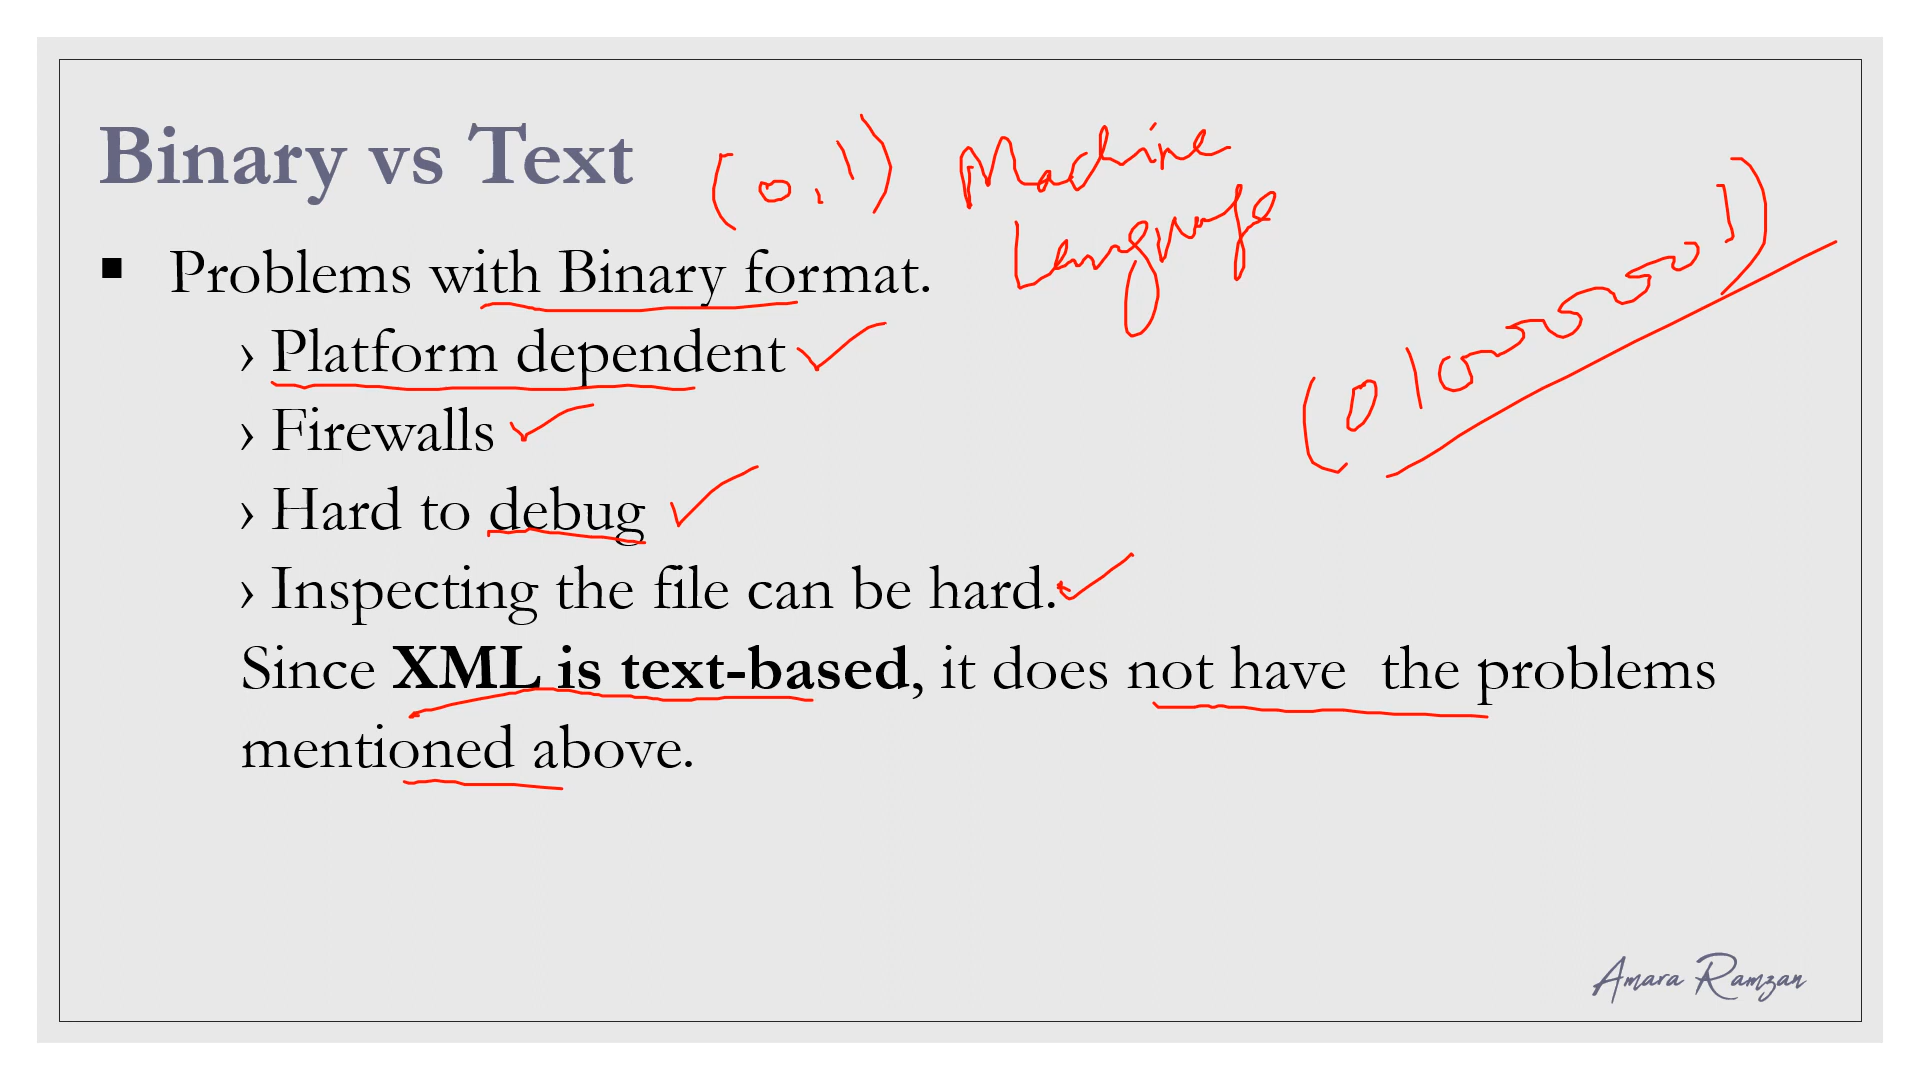 Binary vs Text
(0,1) Machine
Language
▪ Problems with Binary format.
› Platform dependent
› Firewalls
› Hard to debug
› Inspecting the file can be hard.
Since XML is text-based, it does not have the problems
mentioned above.
Amara Ramzan